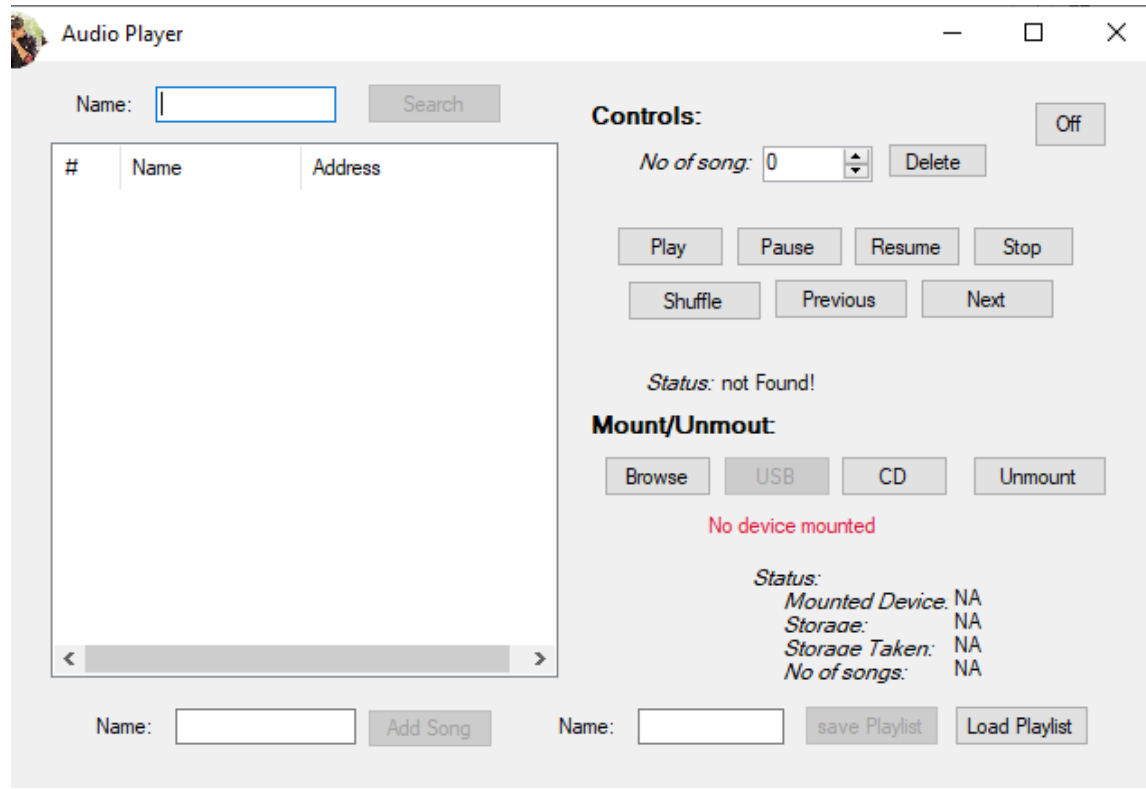 Audio Player
Name:
Search
# Name Address
Controls:
Off
No of song: 0
Delete
Play Pause Resume Stop
Shuffle Previous Next
Status: not Found!
Mount/Unmout:
Browse USB CD Unmount
No device mounted
Status:
Mounted Device: NA
Storage: NA
Storage Taken: NA
No of songs: NA
Name:
Add Song
Name:
save Playlist
Load Playlist